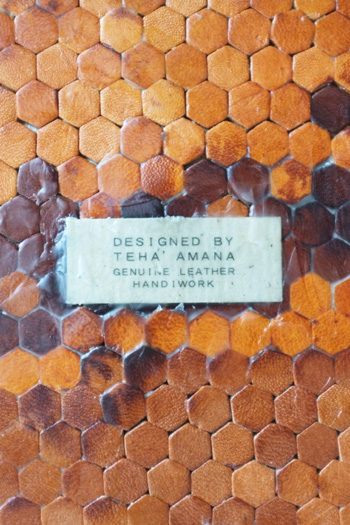 DESIGNED BY
TEHA' AMANA
GENUINE LEATHER
HANDIWORK